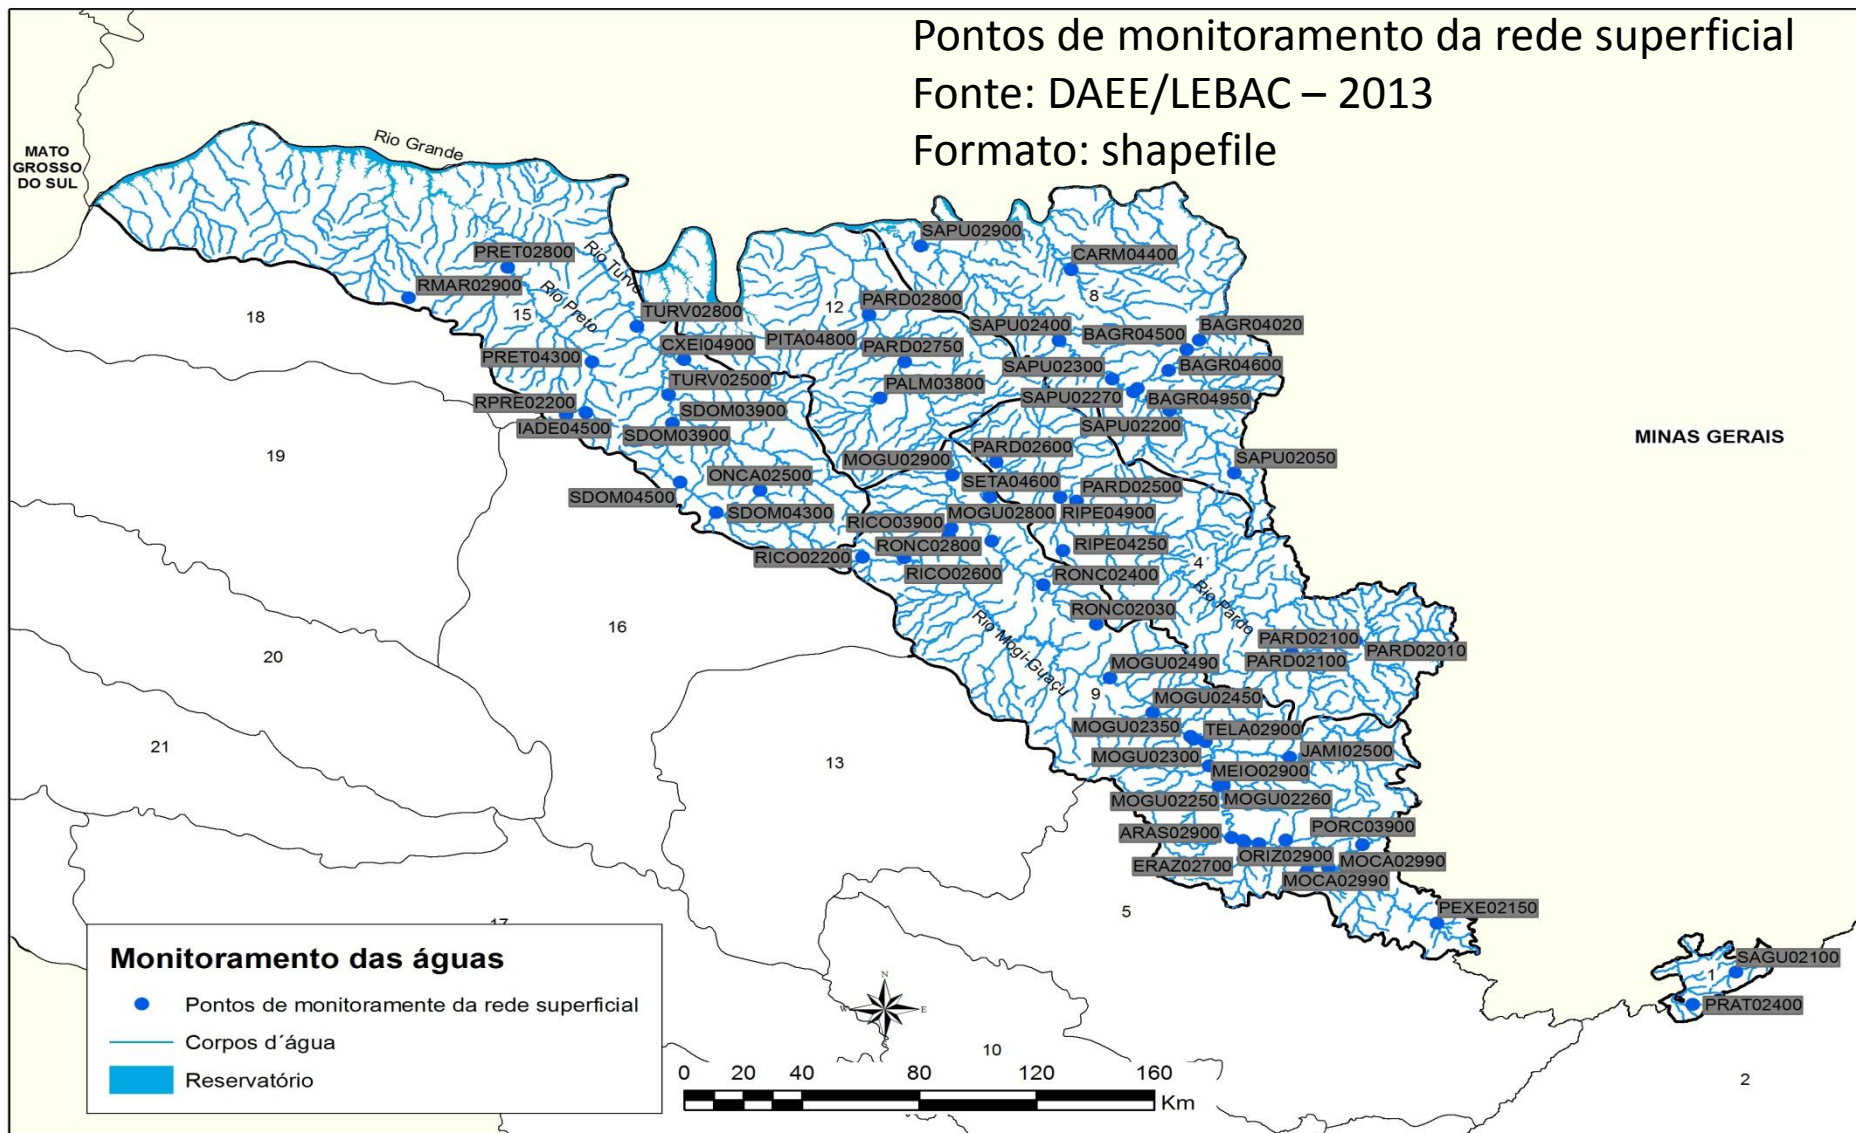 Pontos de monitoramento da rede superficial
Fonte: DAEE/LEBAC – 2013
Formato: shapefile
MATO
GROSSO
DO SUL
Rio Grande
SAPU02900
CARM04400
PRET02800
Rio Turvo
RMAR02900
Rio Preto
15
18
12
8
PARD02800
TURV02800
SAPU02400
BAGR04500
BAGR04020
PITA04800
CXEI04900
PARD02750
PRET04300
SAPU02300
BAGR04600
TURV02500
PALM03800
SAPU02270
BAGR04950
RPRE02200
SDOM03900
IADE04500
SDOM03900
SAPU02200
MINAS GERAIS
19
PARD02600
MOGU02900
SAPU02050
ONCA02500
SETA04600
PARD02500
SDOM04500
SDOM04300
RICO03900
MOGU02800
RIPE04900
RICO02200
RONC02800
RIPE04250
RICO02600
RONC02400
4
Rio Pardo
RONC02030
16
Rio Mogi-Guaçu
PARD02100
PARD02010
PARD02100
20
MOGU02490
9
MOGU02450
MOGU02350
TELA02900
21
13
MOGU02300
JAMI02500
MEIO02900
MOGU02250
MOGU02260
ARAS02900
PORC03900
ERAZ02700
ORIZ02900
MOCA02990
MOCA02990
5
PEXE02150
17
SAGU02100
1
PRAT02400
10
2
Monitoramento das águas
Pontos de monitoramente da rede superficial
Corpos d´água
Reservatório
N
W
E
S
0 20 40 80 120 160
Km